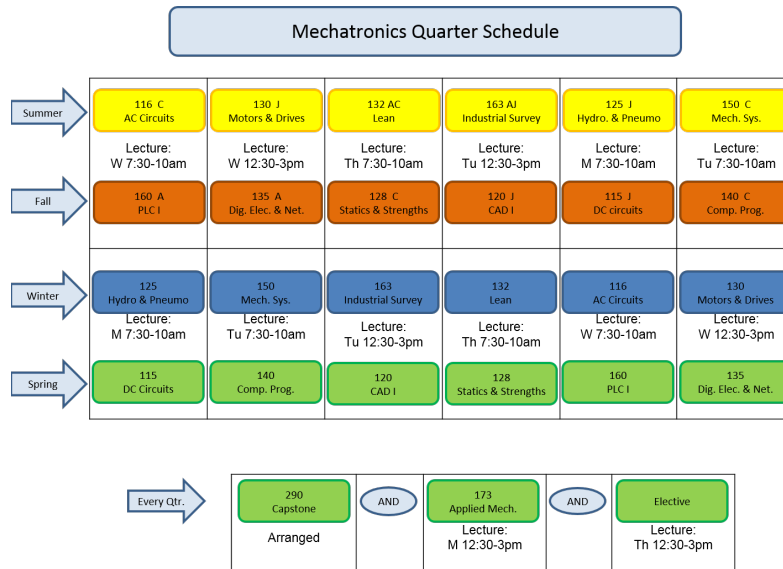 Mechatronics Quarter Schedule
Summer
116 C
AC Circuits
130 J
Motors & Drives
132 AC
Lean
163 AJ
Industrial Survey
125 J
Hydro. & Pneumo
150 C
Mech. Sys.
Lecture:
W 7:30-10am
Lecture:
W 12:30-3pm
Lecture:
Th 7:30-10am
Lecture:
Tu 12:30-3pm
Lecture:
M 7:30-10am
Lecture:
Tu 7:30-10am
Fall
160 A
PLC I
135 A
Dig. Elec. & Net.
128 C
Statics & Strengths
120 J
CAD I
115 J
DC circuits
140 C
Comp. Prog.
Winter
125
Hydro & Pneumo
150
Mech. Sys.
163
Industrial Survey
132
Lean
116
AC Circuits
130
Motors & Drives
Lecture:
M 7:30-10am
Lecture:
Tu 7:30-10am
Lecture:
Tu 12:30-3pm
Lecture:
Th 7:30-10am
Lecture:
W 7:30-10am
Lecture:
W 12:30-3pm
Spring
115
DC Circuits
140
Comp. Prog.
120
CAD I
128
Statics & Strengths
160
PLC I
135
Dig. Elec. & Net.
Every Qtr.
290
Capstone
Arranged
AND
173
Applied Mech.
Lecture:
M 12:30-3pm
AND
Elective
Lecture:
Th 12:30-3pm